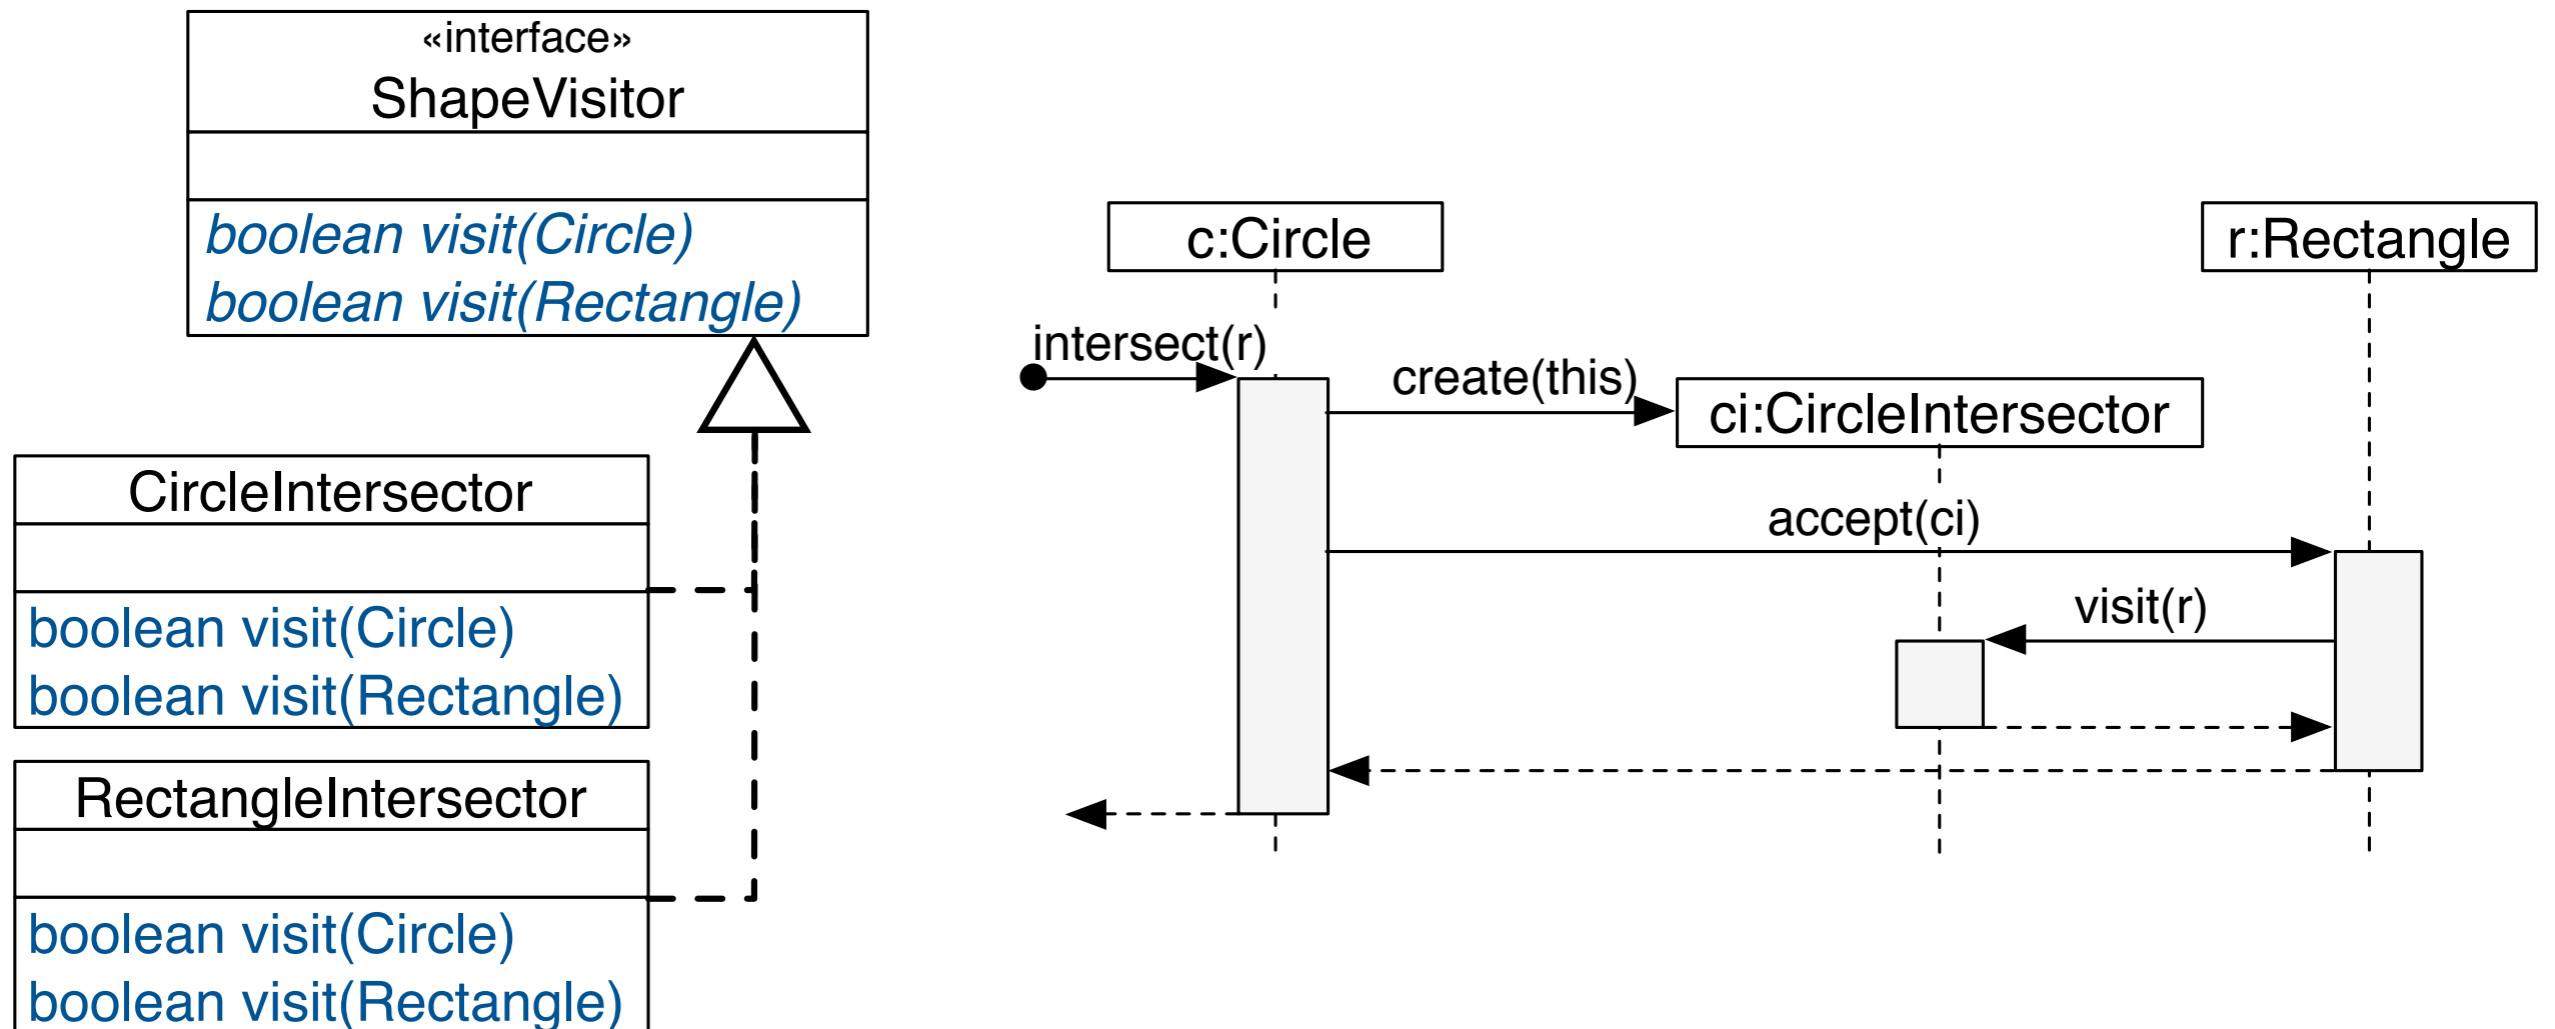 «interface»
ShapeVisitor
boolean visit(Circle)
boolean visit(Rectangle)
CircleIntersector
boolean visit(Circle)
boolean visit(Rectangle)
RectangleIntersector
boolean visit(Circle)
boolean visit(Rectangle)
c:Circle
r:Rectangle
intersect(r)
create(this)
ci:CircleIntersector
accept(ci)
visit(r)